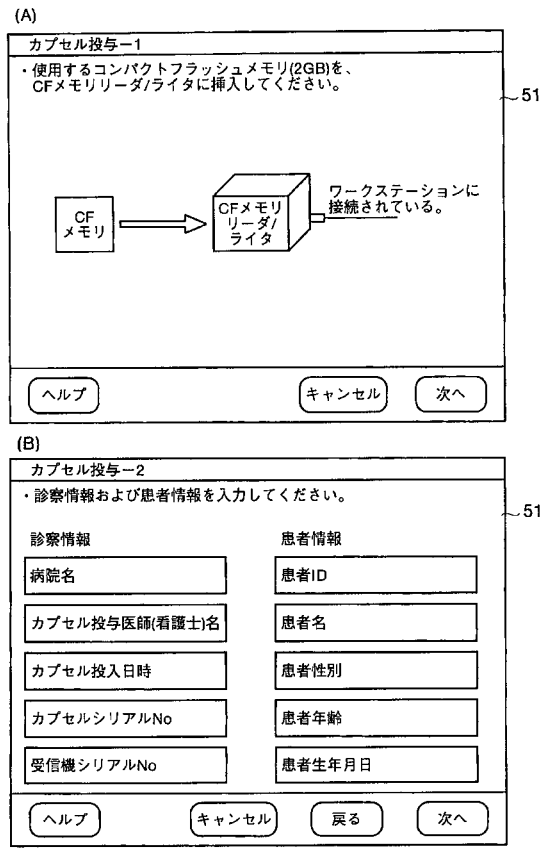 (A)
カプセル投与ー1
・使用するコンパクトフラッシュメモリ(2GB)を、
CFメモリリーダ/ライタに挿入してください。
51
CF
メモリ
CFメモリ
リーダ/
ライタ
ワークステーションに
接続されている。
ヘルプ
キャンセル
次へ
(B)
カプセル投与ー2
・診察情報および患者情報を入力してください。
51
診察情報
患者情報
病院名
患者ID
カプセル投与医師(看護士)名
患者名
カプセル投入日時
患者性別
カプセルシリアルNo
患者年齢
受信機シリアルNo
患者生年月日
ヘルプ
キャンセル
戻る
次へ